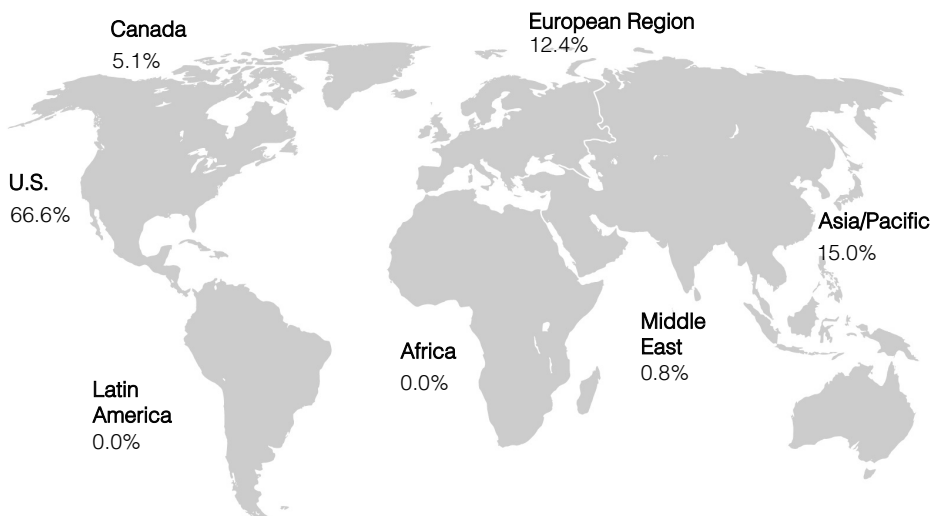 Canada
5.1%
European Region
12.4%
U.S.
66.6%
Asia/Pacific
15.0%
Middle
East
0.8%
Africa
0.0%
Latin
America
0.0%